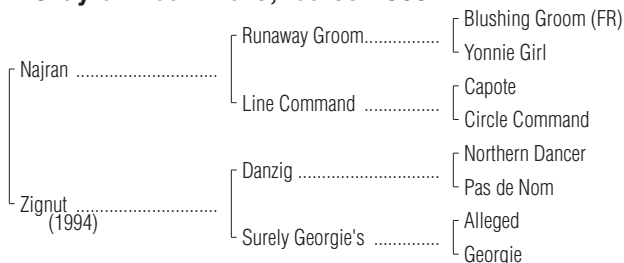 Blushing Groom (FR)
Runaway Groom................
Yonnie Girl
Najran ..............................
Capote
Line Command ................
Circle Command
Northern Dancer
Danzig ..............................
Pas de Nom
Zignut ..............................
(1994)
Alleged
Surely Georgie's ..............
Georgie